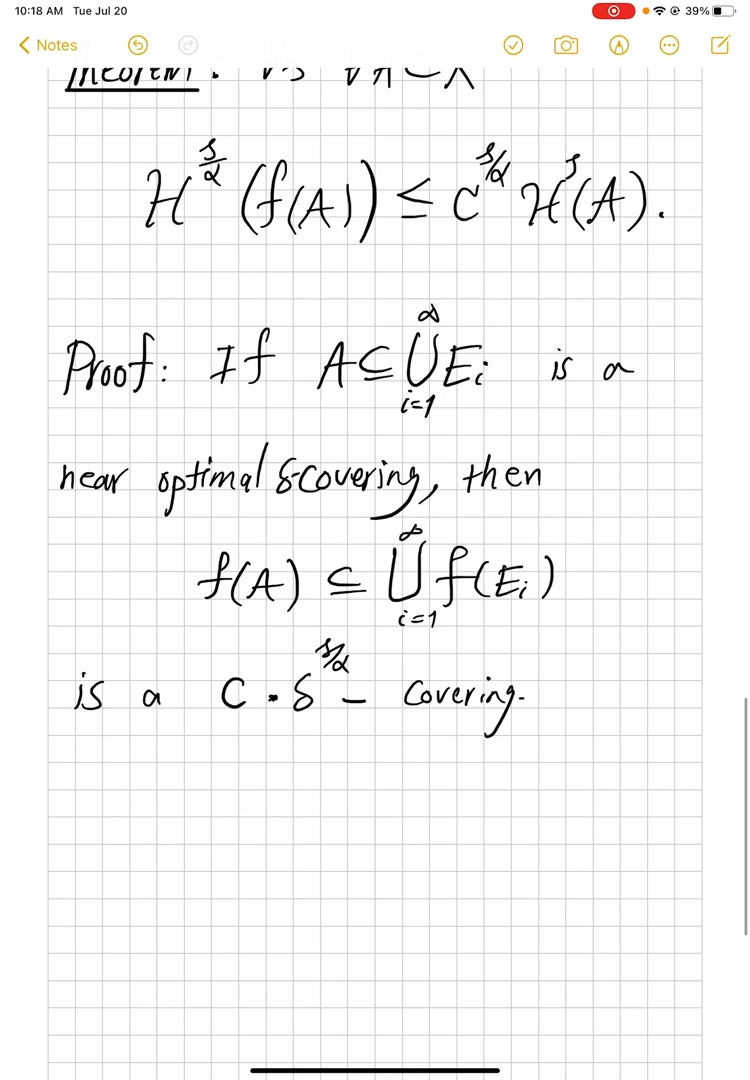 10:18 AM Tue Jul 20
39%
Notes
Theorem: ∀s ∀A⊂X
H^{s/α} (f(A)) ≤ C^{s/α} H^s(A).
Proof: If A ⊆ ⋃_{i=1}^{∞} E_i is a
near optimal δ-covering, then
f(A) ⊆ ⋃_{i=1}^{∞} f(E_i)
is a C · δ^{s/α} - covering.